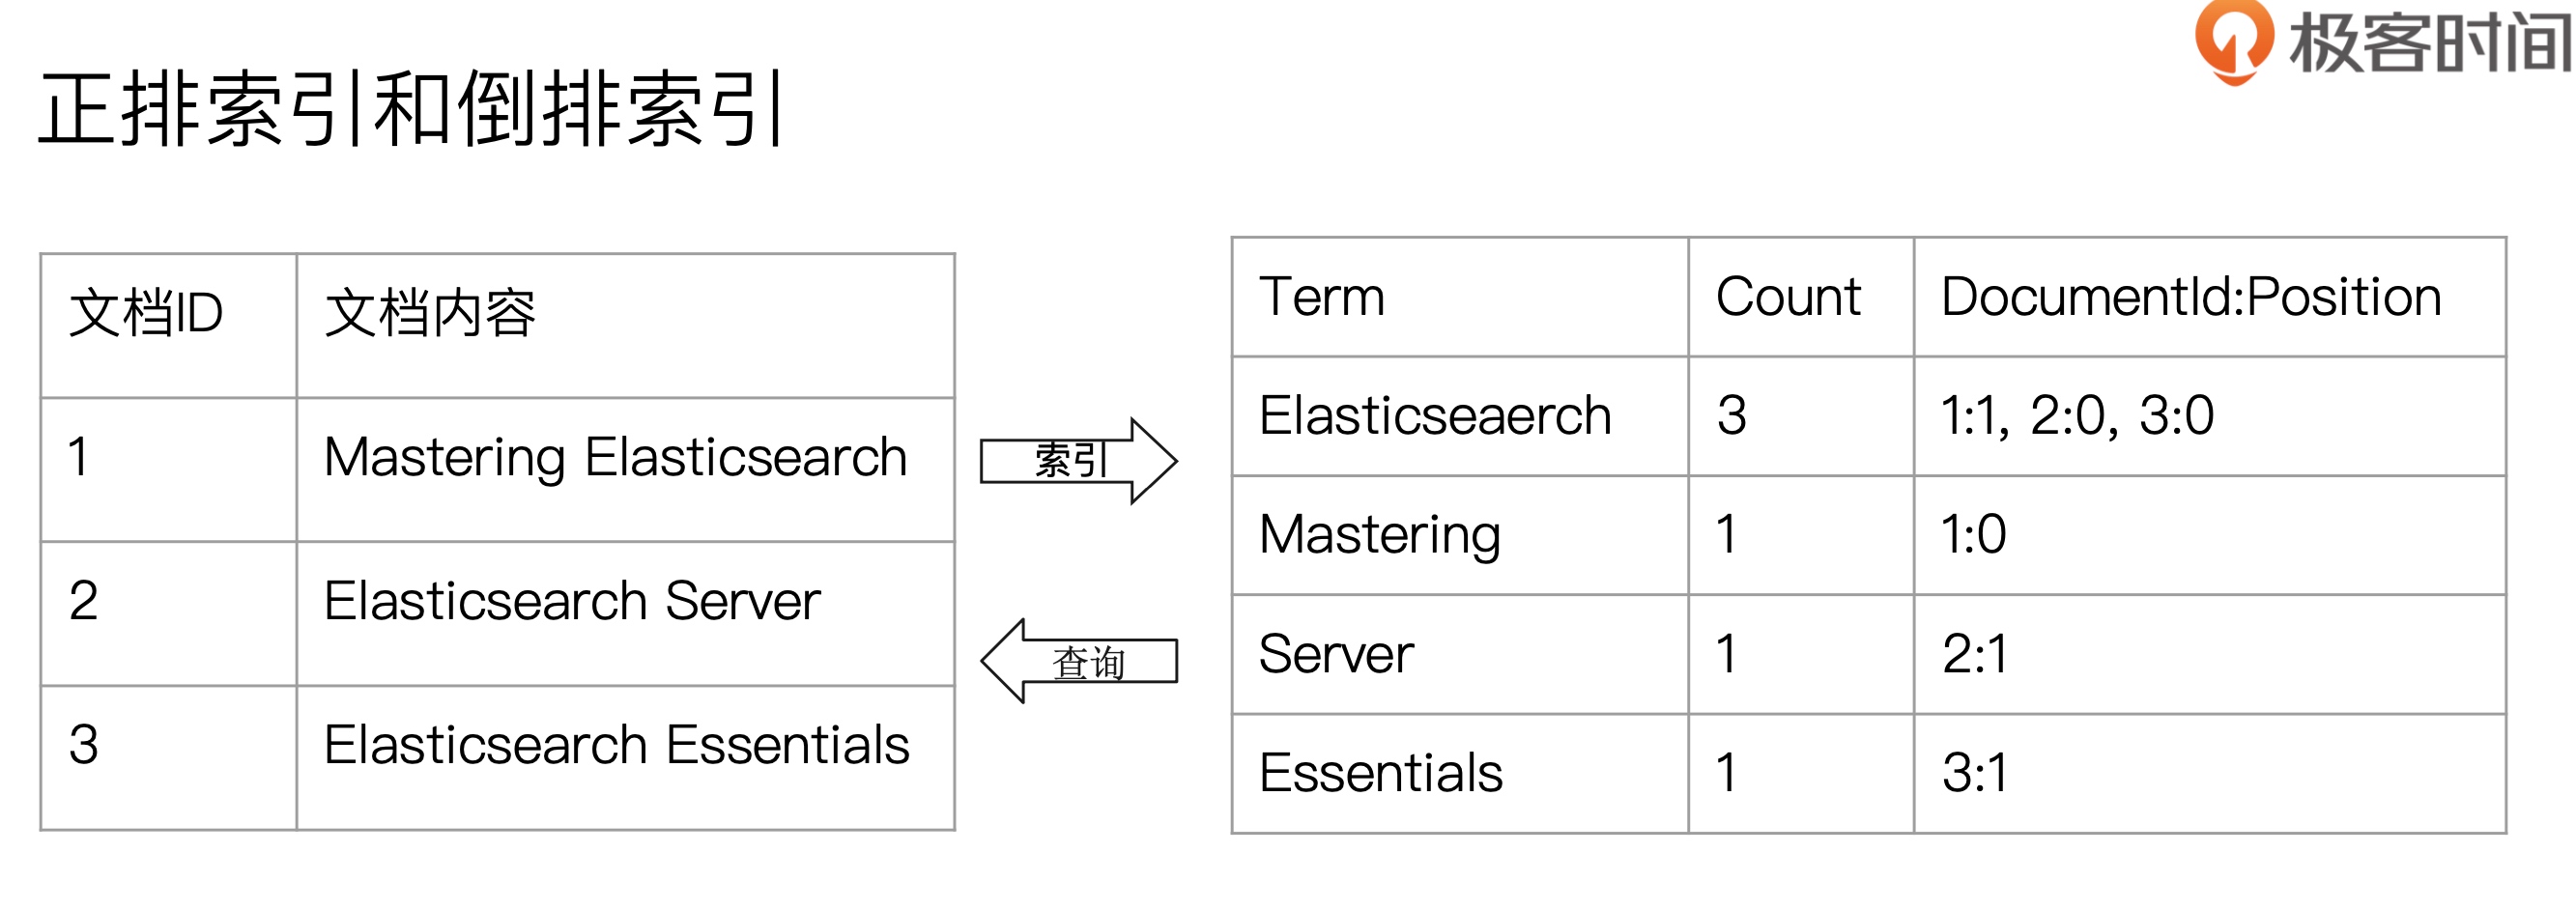 极客时间
正排索引和倒排索引
文档ID 文档内容
1 Mastering Elasticsearch
2 Elasticsearch Server
3 Elasticsearch Essentials
索引
查询
Term Count DocumentId:Position
Elasticseaerch 3 1:1, 2:0, 3:0
Mastering 1 1:0
Server 1 2:1
Essentials 1 3:1